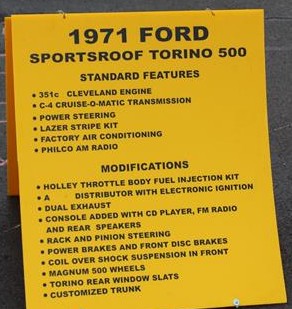 1971 FORD
SPORTSROOF TORINO 500
STANDARD FEATURES
• 351c CLEVELAND ENGINE
• C-4 CRUISE-O-MATIC TRANSMISSION
• POWER STEERING
• LAZER STRIPE KIT
• FACTORY AIR CONDITIONING
• PHILCO AM RADIO
MODIFICATIONS
• HOLLEY THROTTLE BODY FUEL INJECTION KIT
• A DISTRIBUTOR WITH ELECTRONIC IGNITION
• DUAL EXHAUST
• CONSOLE ADDED WITH CD PLAYER, FM RADIO
AND REAR SPEAKERS
• RACK AND PINION STEERING
• POWER BRAKES AND FRONT DISC BRAKES
• COIL OVER SHOCK SUSPENSION IN FRONT
• MAGNUM 500 WHEELS
• TORINO REAR WINDOW SLATS
• CUSTOMIZED TRUNK